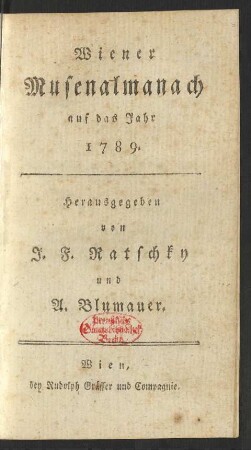 Wiener
Musenalmanach
auf das Jahr
1789.
Herausgegeben
von
J. F. Ratschky
und
A. Blumauer.
Wien,
bey Rudolph Gräffer und Compagnie.